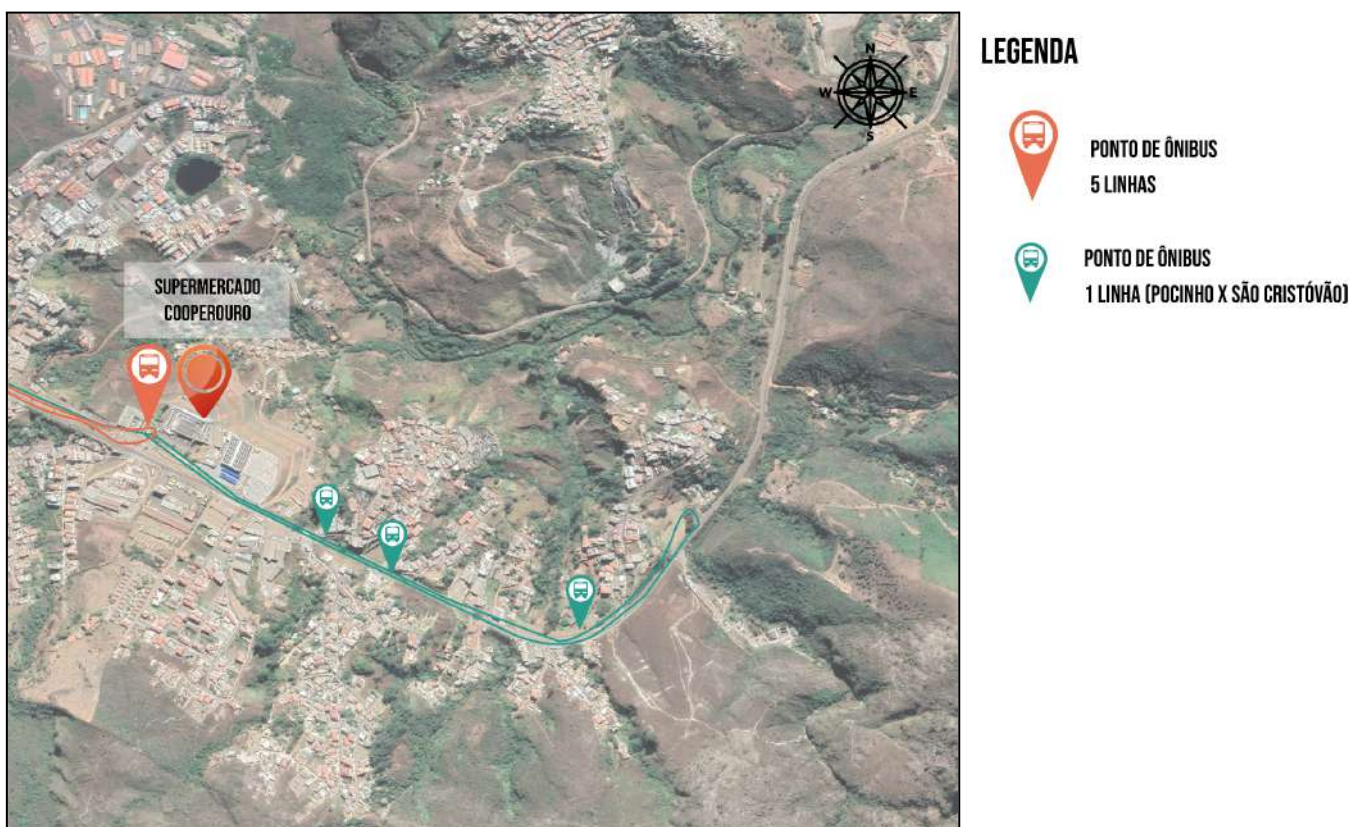 LEGENDA
PONTO DE ÔNIBUS
5 LINHAS
PONTO DE ÔNIBUS
1 LINHA (POCINHO X SÃO CRISTÓVÃO)
N
W E
S
SUPERMERCADO
COOPEROURO